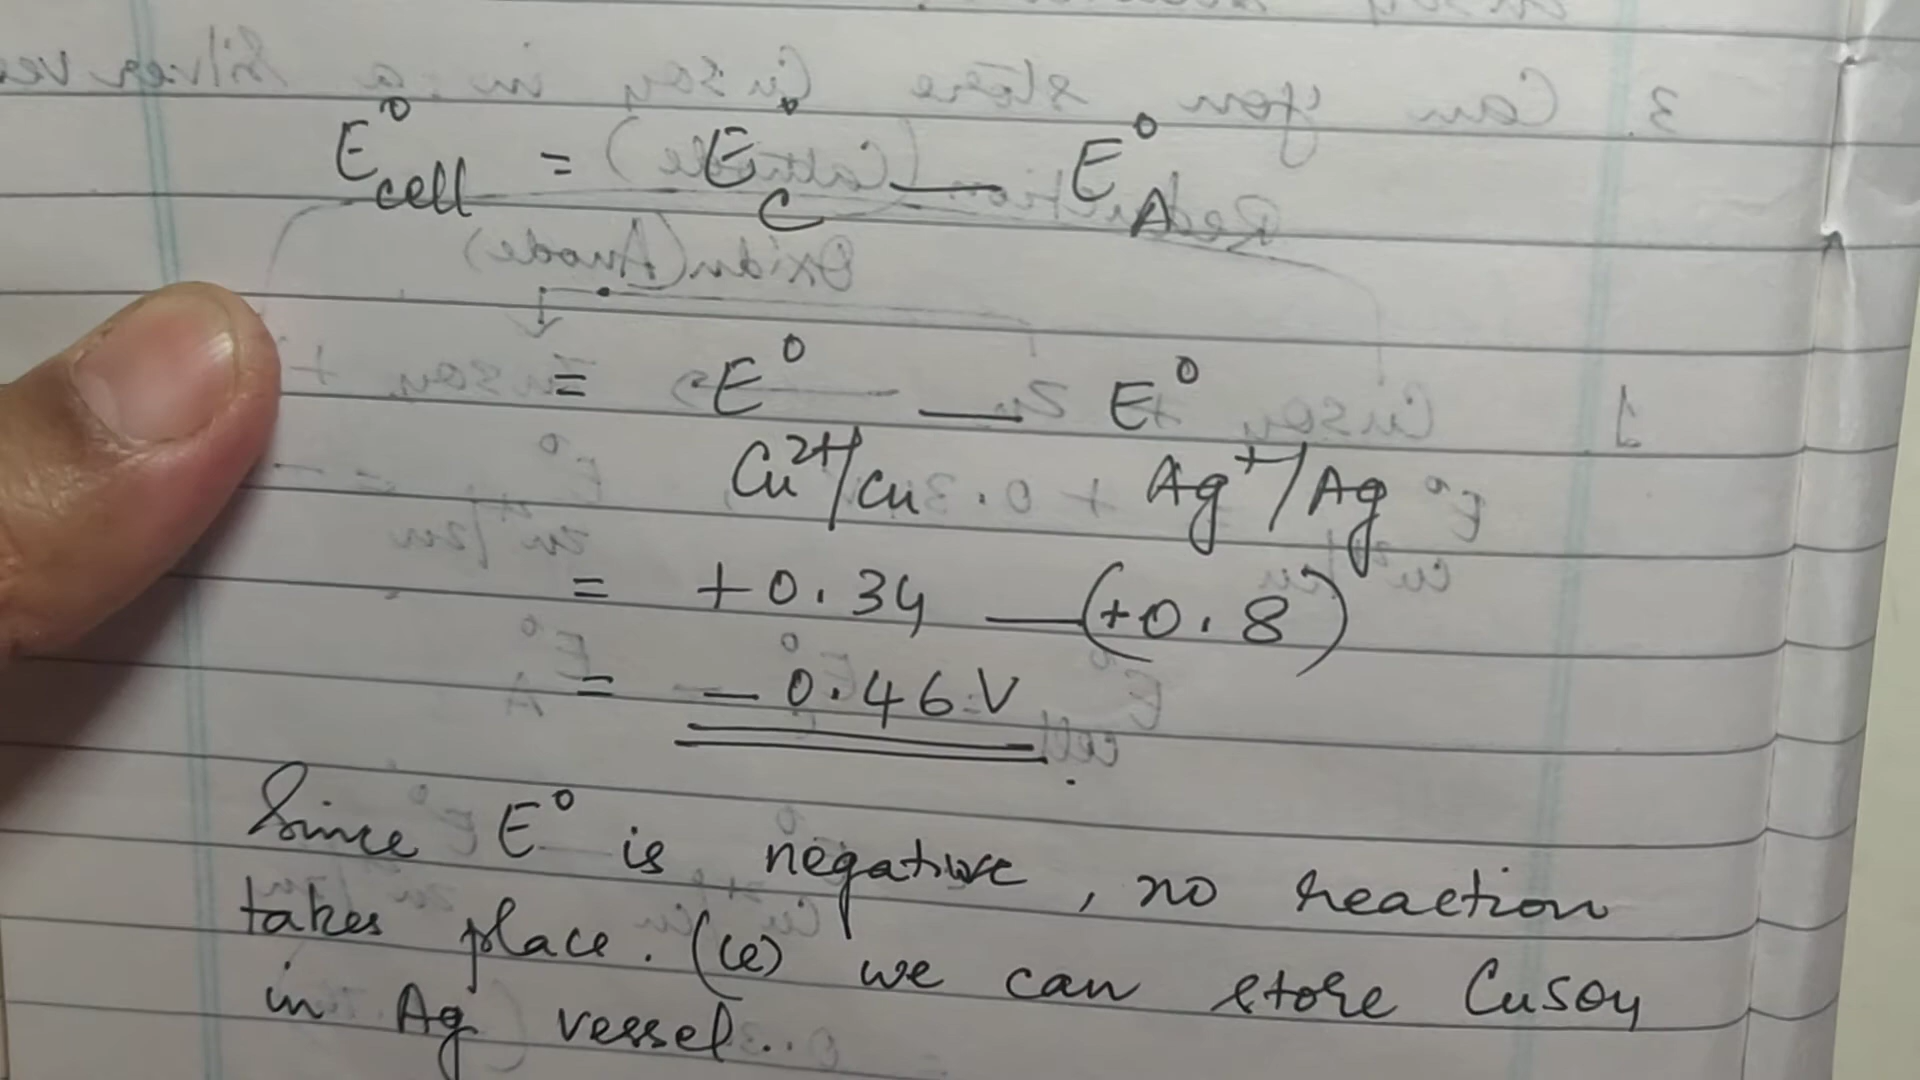 E°cell = E°C — E°A
= E° — E°
Cu²⁺/Cu Ag⁺/Ag
= +0.34 — (+0.8)
= — 0.46 V
Since E° is negative, no reaction
takes place. (ie) we can store CuSO4
in Ag vessel.